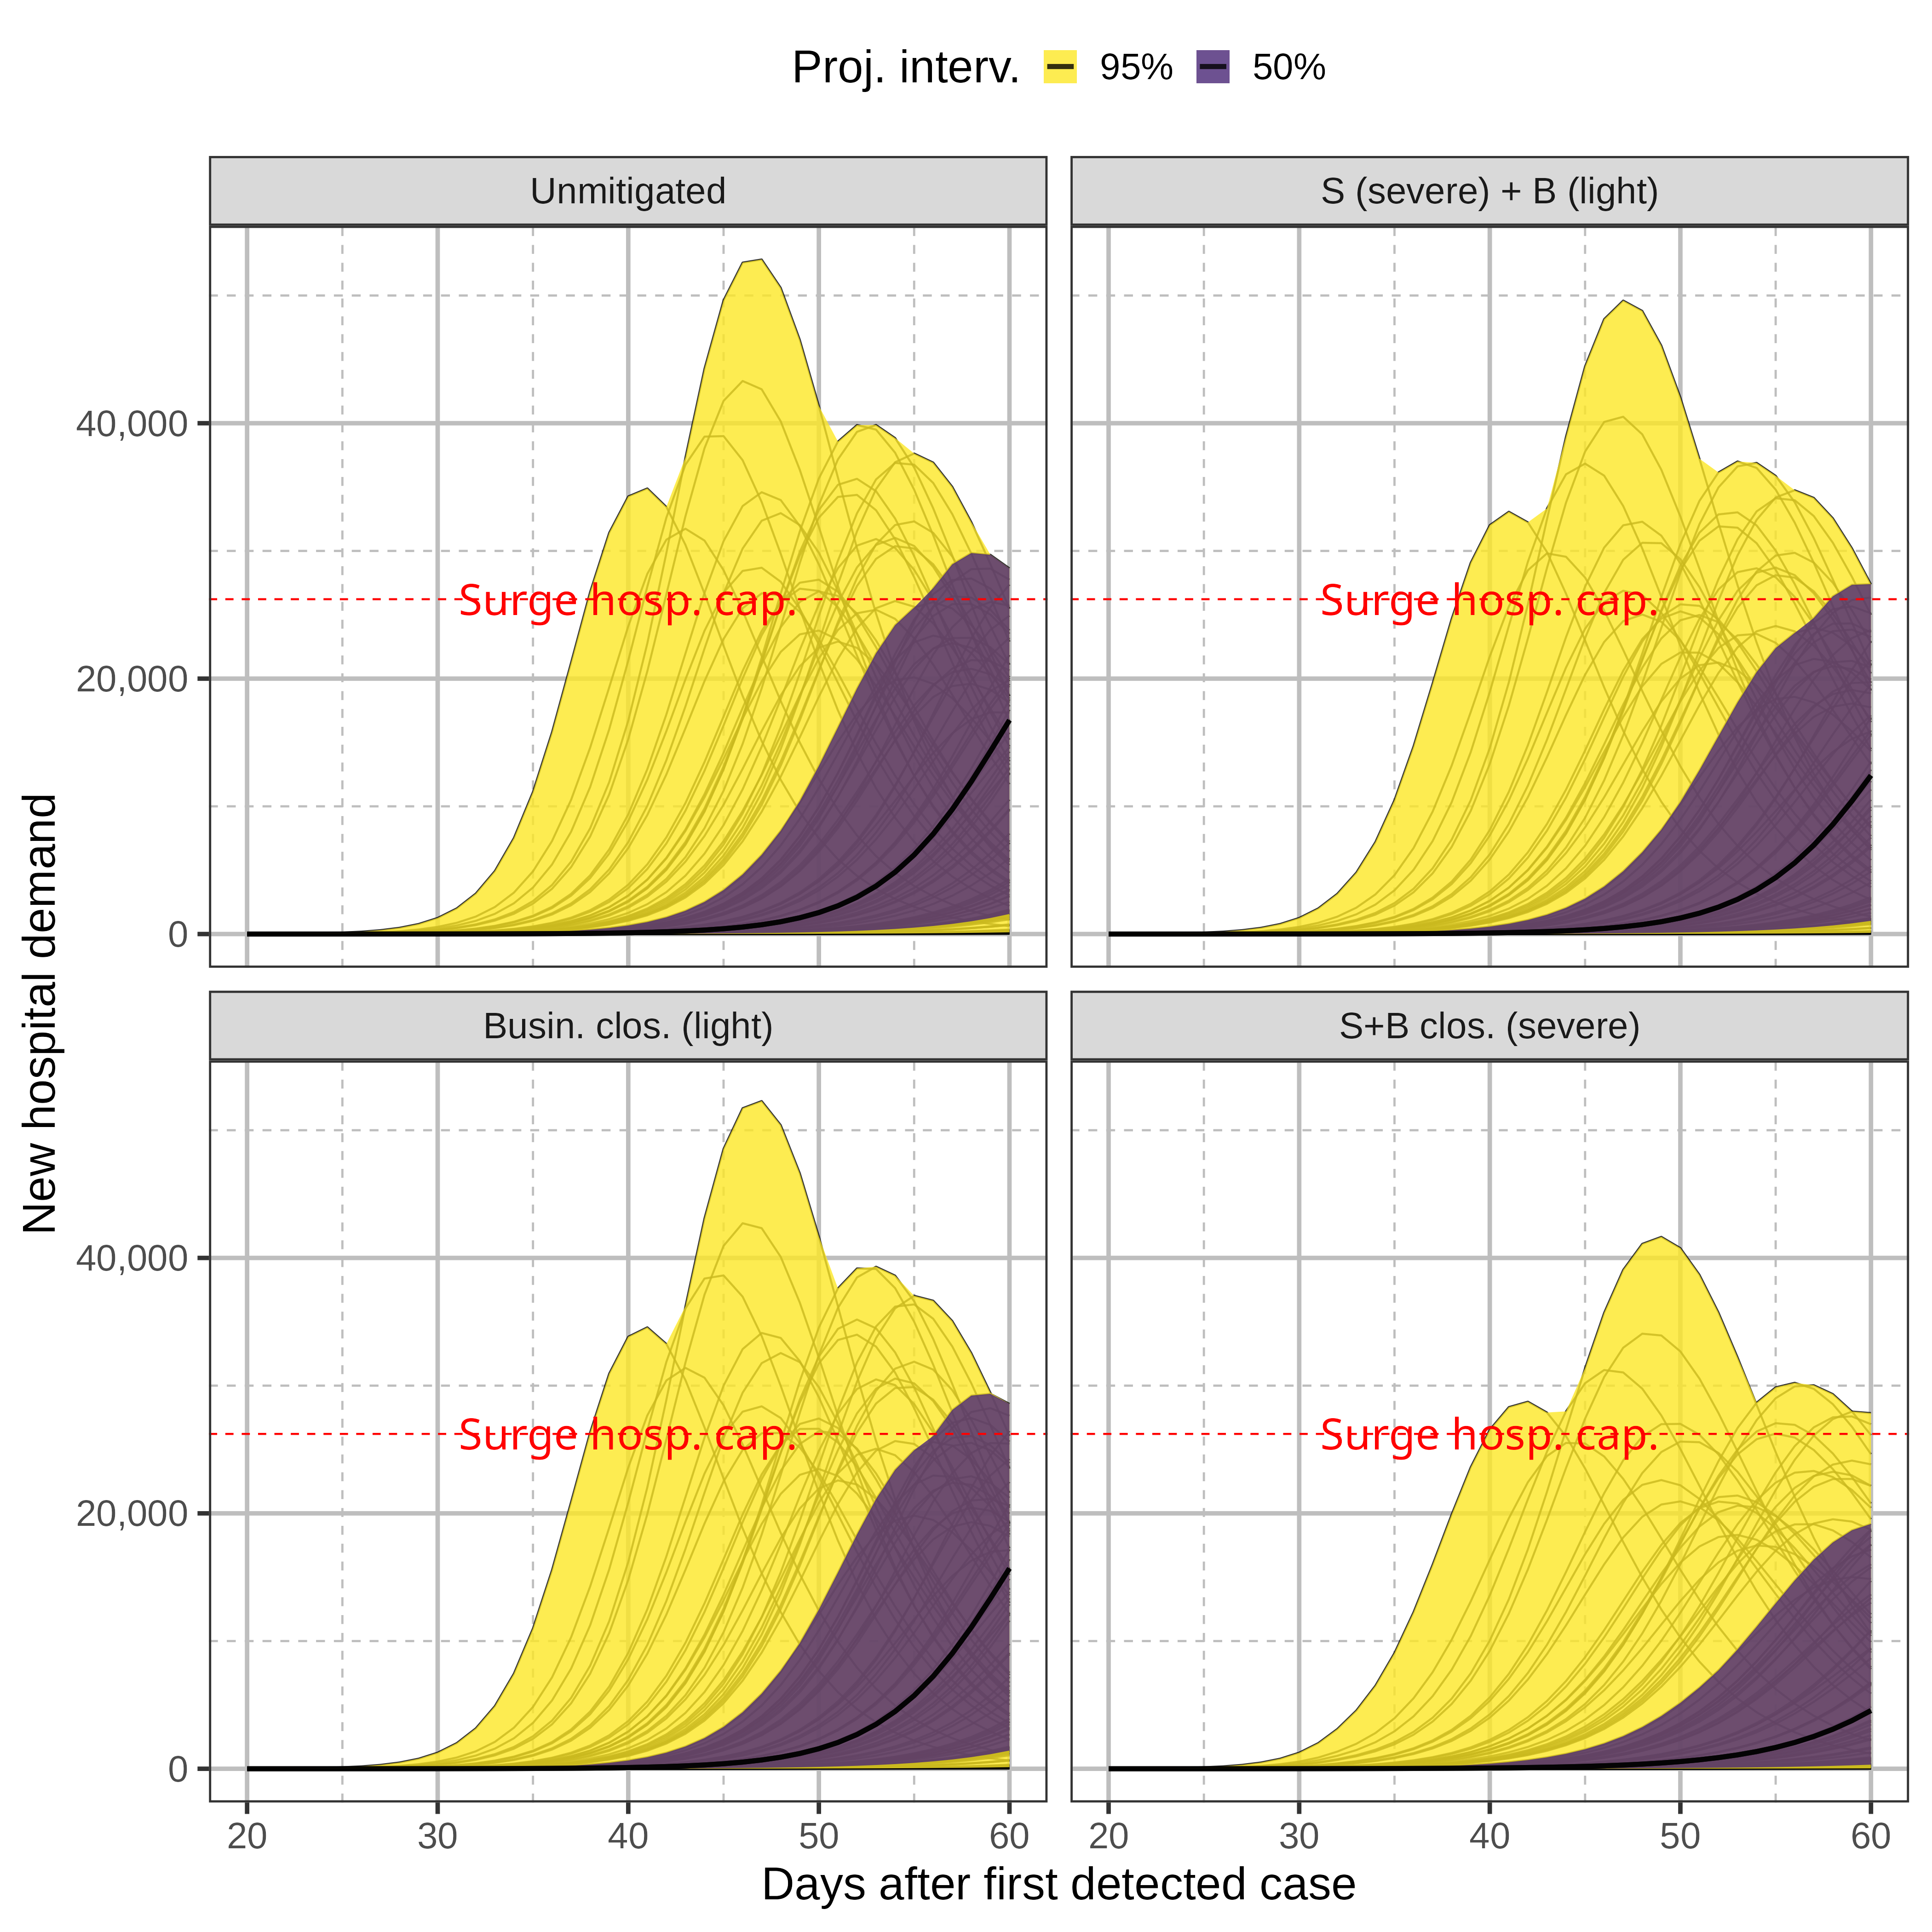 Proj. interv. 95% 50%
Unmitigated
S (severe) + B (light)
40,000
20,000
0
Surge hosp. cap.
Surge hosp. cap.
New hospital demand
Busin. clos. (light)
S+B clos. (severe)
40,000
20,000
0
Surge hosp. cap.
Surge hosp. cap.
20 30 40 50 60
20 30 40 50 60
Days after first detected case